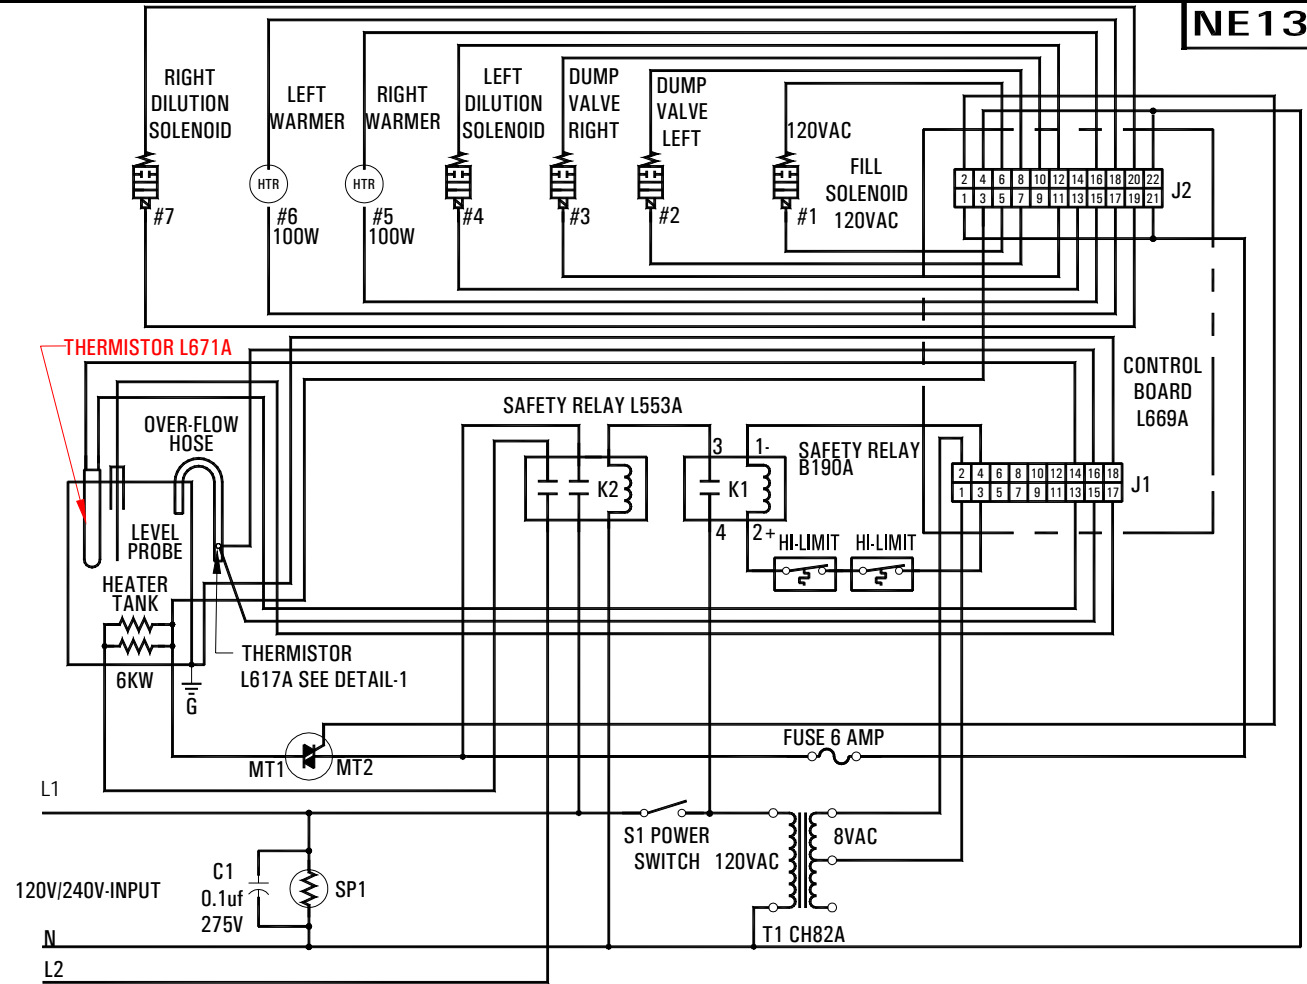 NE13
RIGHT
DILUTION
SOLENOID
LEFT
WARMER
RIGHT
WARMER
LEFT
DILUTION
SOLENOID
DUMP
VALVE
RIGHT
DUMP
VALVE
LEFT
120VAC
FILL
SOLENOID
120VAC
HTR
HTR
#7
#6
100W
#5
100W
#4
#3
#2
#1
2 4 6 8 10 12 14 16 18 20 22
1 3 5 7 9 11 13 15 17 19 21
J2
THERMISTOR L671A
CONTROL
BOARD
L669A
SAFETY RELAY L553A
OVER-FLOW
HOSE
3
1-
SAFETY RELAY
B190A
K2
K1
2 4 6 8 10 12 14 16 18
1 3 5 7 9 11 13 15 17
J1
4
2+
HI-LIMIT
HI-LIMIT
LEVEL
PROBE
HEATER
TANK
6KW
G
THERMISTOR
L617A SEE DETAIL-1
MT1
MT2
FUSE 6 AMP
L1
S1 POWER
SWITCH
120VAC
8VAC
120V/240V-INPUT
C1
0.1uf
275V
SP1
T1 CH82A
N
L2